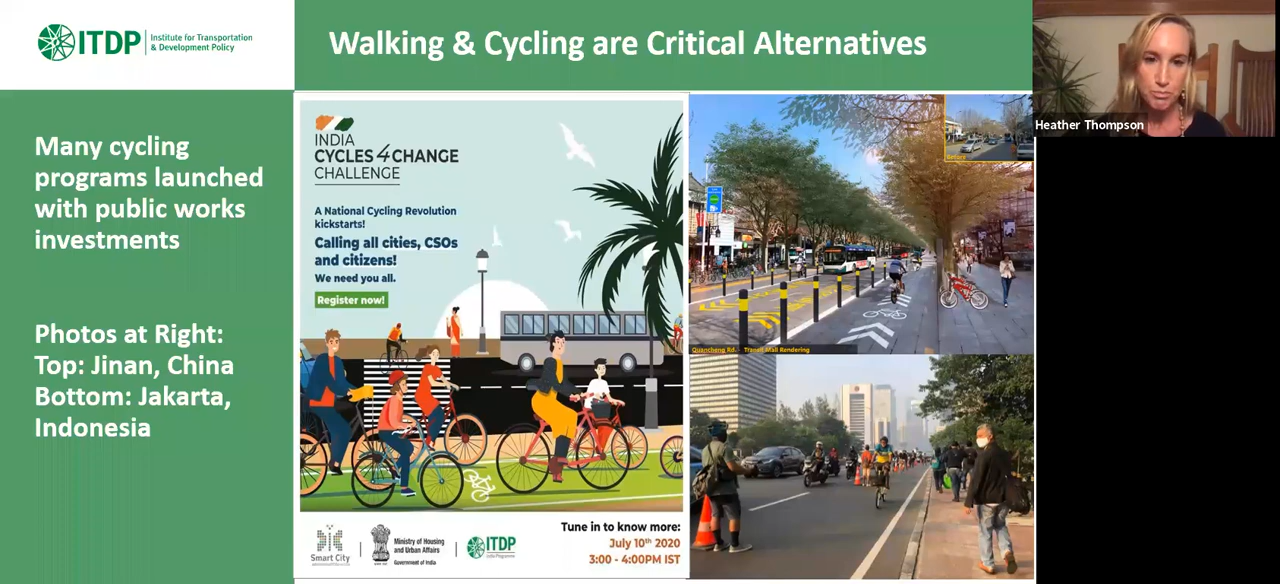 ITDP
Institute for Transportation
& Development Policy
Walking & Cycling are Critical Alternatives
Heather Thompson
Many cycling
programs launched
with public works
investments
Photos at Right:
Top: Jinan, China
Bottom: Jakarta,
Indonesia
INDIA
CYCLES4CHANGE
CHALLENGE
A National Cycling Revolution
kickstarts!
Calling all cities, CSOs
and citizens!
We need you all.
Register now!
Before
Quancheng Rd. Transit Mall Rendering
Smart City
Ministry of Housing
and Urban Affairs
Government of India
ITDP
India Programme
Tune in to know more:
July 10th 2020
3:00 - 4:00PM IST